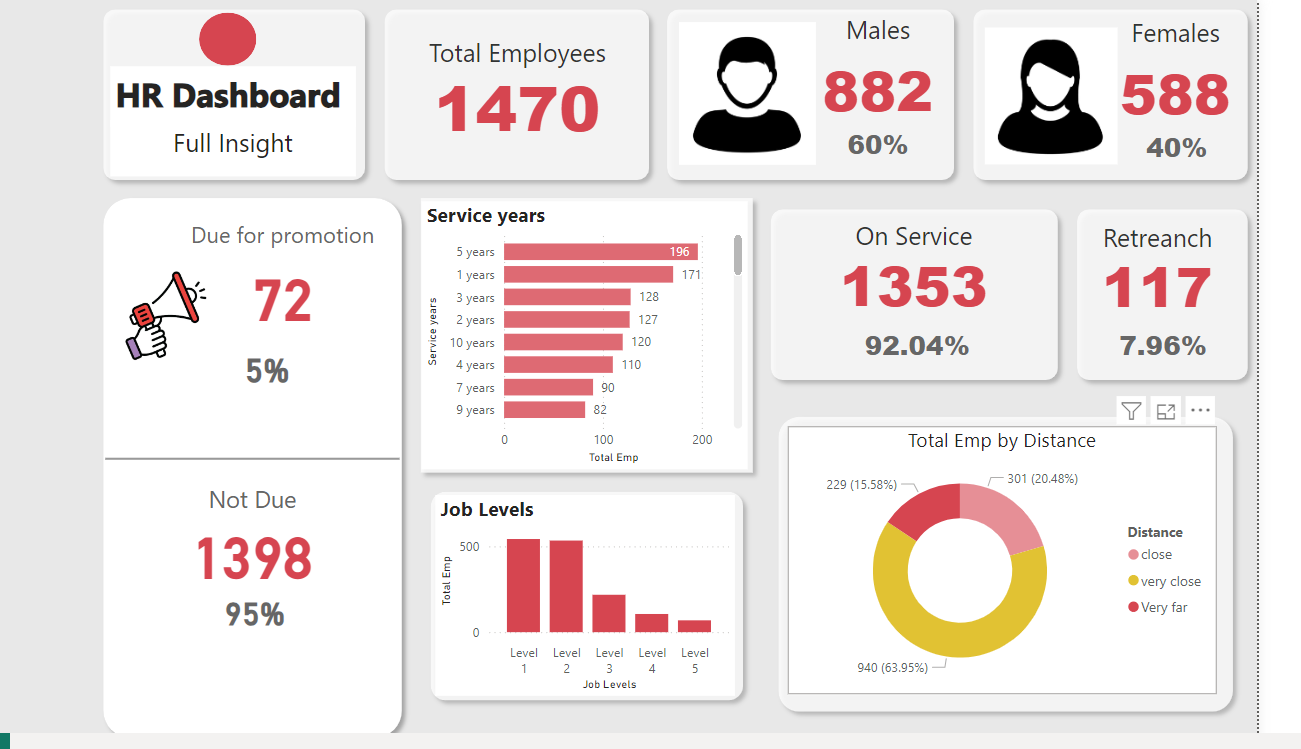 HR Dashboard
Full Insight
Total Employees
1470
Males
882
60%
Females
588
40%
Due for promotion
72
5%
Not Due
1398
95%
Service years
Service years
5 years 196
1 years 171
3 years 128
2 years 127
10 years 120
4 years 110
7 years 90
9 years 82
0 100 200
Total Emp
On Service
1353
92.04%
Retreanch
117
7.96%
Job Levels
Total Emp
500
0
Level 1
Level 2
Level 3
Level 4
Level 5
Job Levels
Total Emp by Distance
229 (15.58%)
301 (20.48%)
940 (63.95%)
Distance
close
very close
Very far